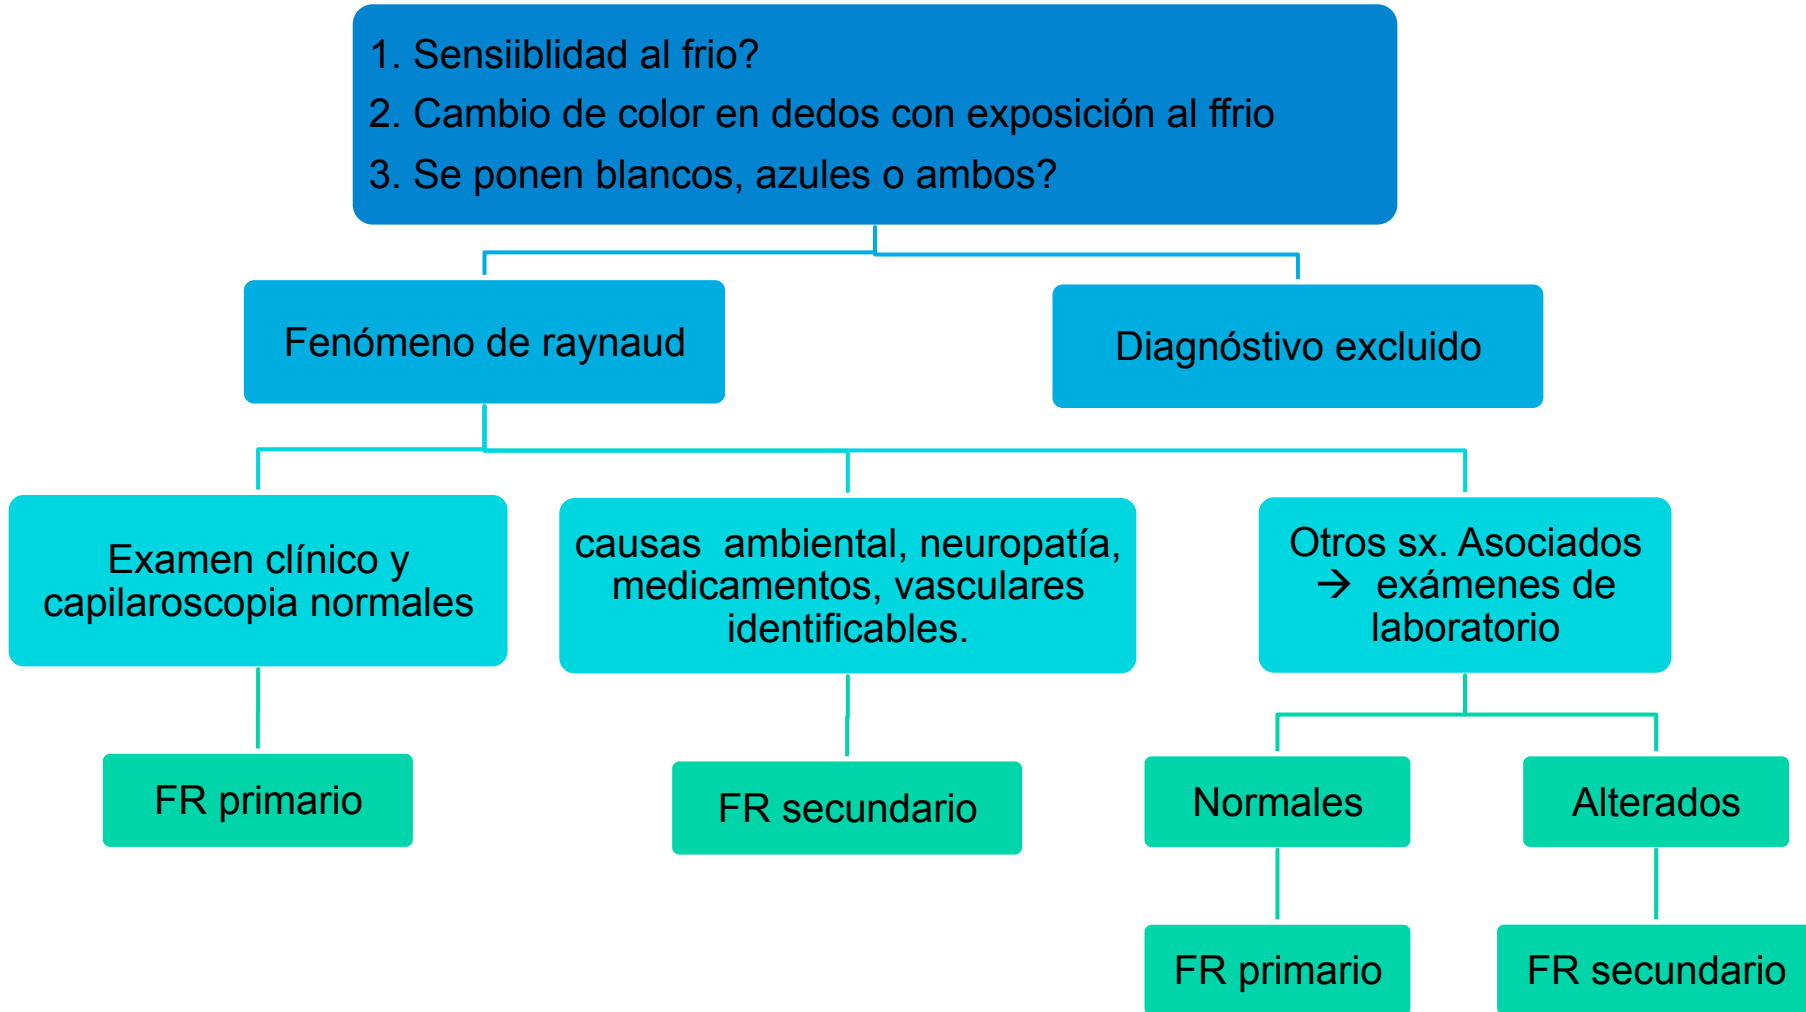 1. Sensiiblidad al frio?
2. Cambio de color en dedos con exposición al ffrio
3. Se ponen blancos, azules o ambos?
Fenómeno de raynaud
Diagnóstivo excluido
Examen clínico y
capilaroscopia normales
causas ambiental, neuropatía,
medicamentos, vasculares
identificables.
Otros sx. Asociados
→ exámenes de
laboratorio
FR primario
FR secundario
Normales
Alterados
FR primario
FR secundario